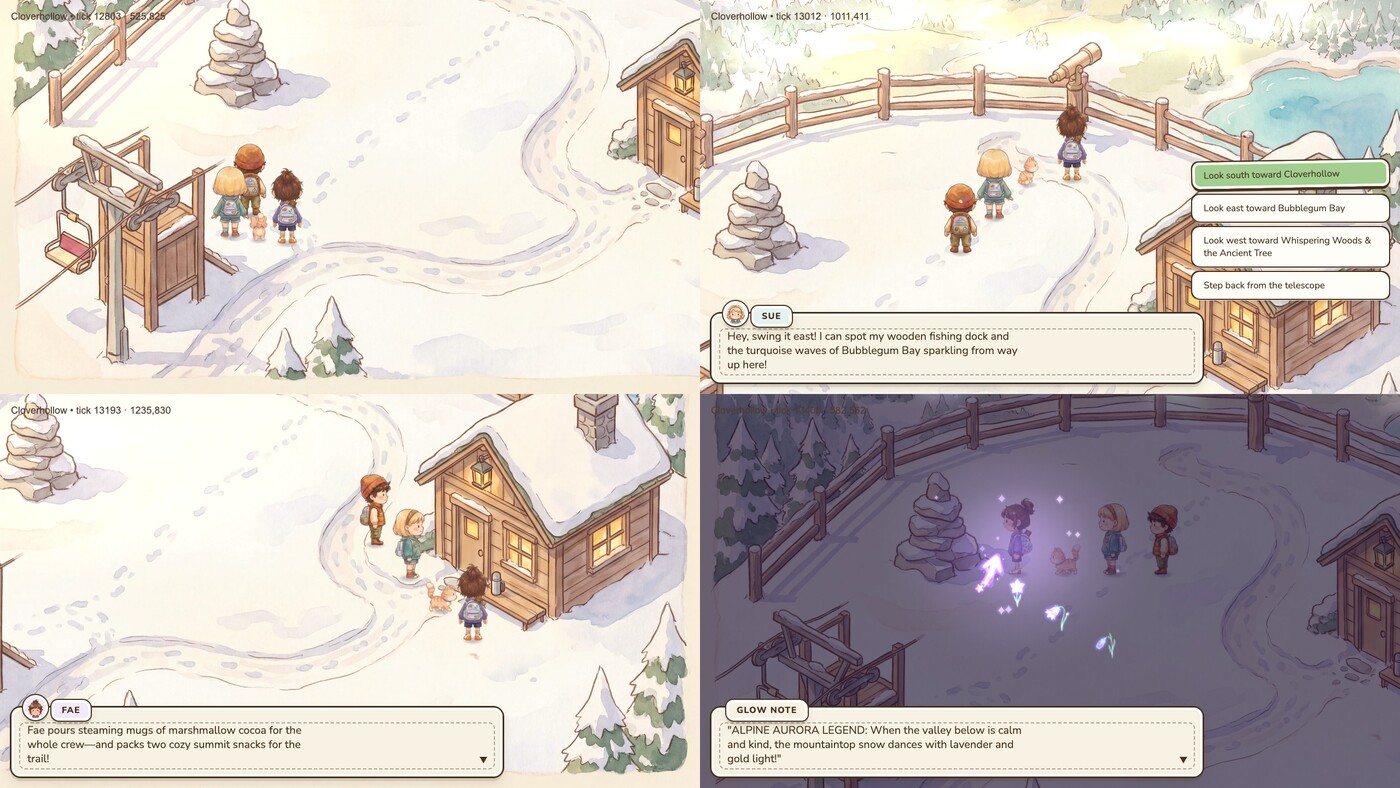 Cloverhollow • tick 12803 · 525,825
Cloverhollow • tick 13012 · 1011,411
Look south toward Cloverhollow
Look east toward Bubblegum Bay
Look west toward Whispering Woods &
the Ancient Tree
Step back from the telescope
SUE
Hey, swing it east! I can spot my wooden fishing dock and
the turquoise waves of Bubblegum Bay sparkling from way
up here!
Cloverhollow • tick 13193 · 1235,830
FAE
Fae pours steaming mugs of marshmallow cocoa for the
whole crew—and packs two cozy summit snacks for the
trail!
Cloverhollow • tick
GLOW NOTE
"ALPINE AURORA LEGEND: When the valley below is calm
and kind, the mountaintop snow dances with lavender and
gold light!"